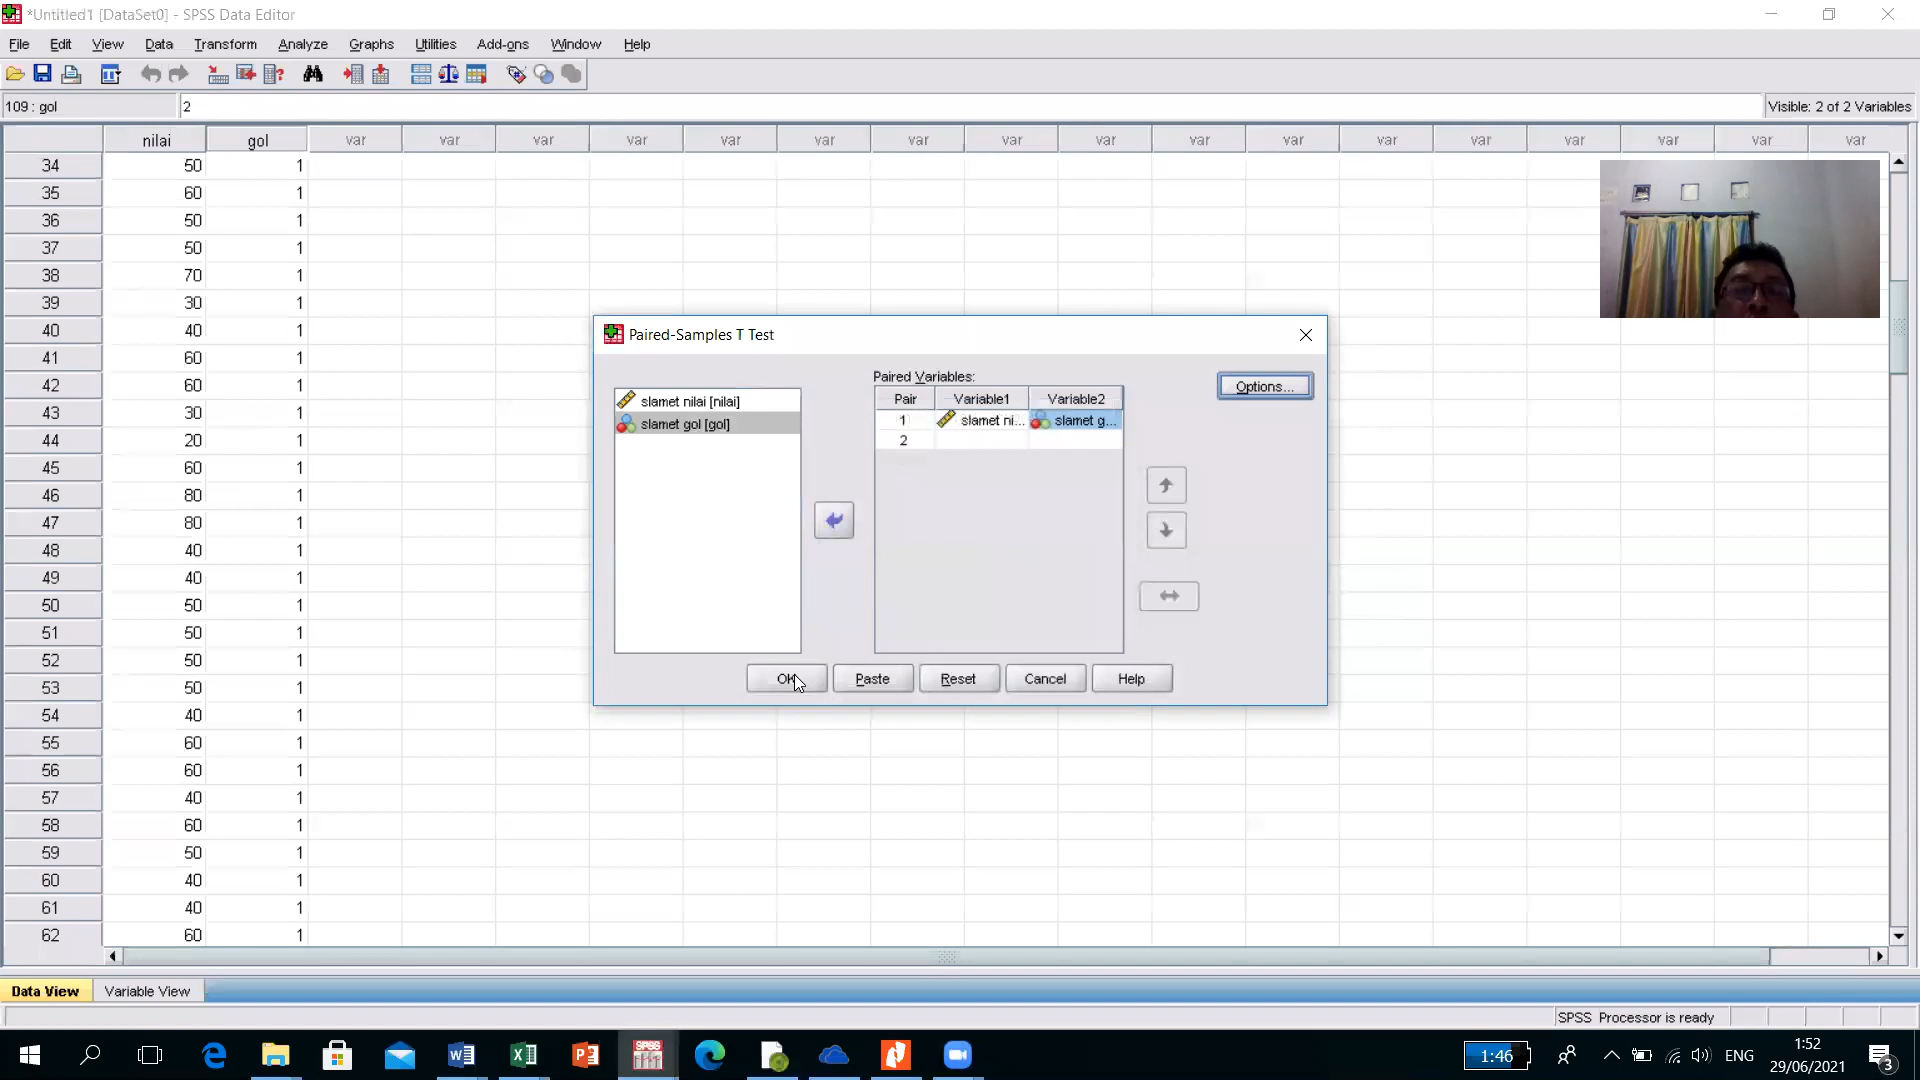 *Untitled1 [DataSet0] - SPSS Data Editor
File Edit View Data Transform Analyze Graphs Utilities Add-ons Window Help
109 : gol 2 Visible: 2 of 2 Variables
nilai gol var var var var var var var var var var var var var var var var var
34 50 1
35 60 1
36 50 1
37 50 1
38 70 1
39 30 1
40 40 1
41 60 1
42 60 1
43 30 1
44 20 1
45 60 1
46 80 1
47 80 1
48 40 1
49 40 1
50 50 1
51 50 1
52 50 1
53 50 1
54 40 1
55 60 1
56 60 1
57 40 1
58 60 1
59 50 1
60 40 1
61 40 1
62 60 1
Paired-Samples T Test
slamet nilai [nilai]
slamet gol [gol]
Paired Variables:
Pair Variable1 Variable2
1 slamet ni... slamet g...
2
Options...
OK Paste Reset Cancel Help
Data View Variable View
SPSS Processor is ready
SPSS
1:46
ENG
1:52
29/06/2021
3